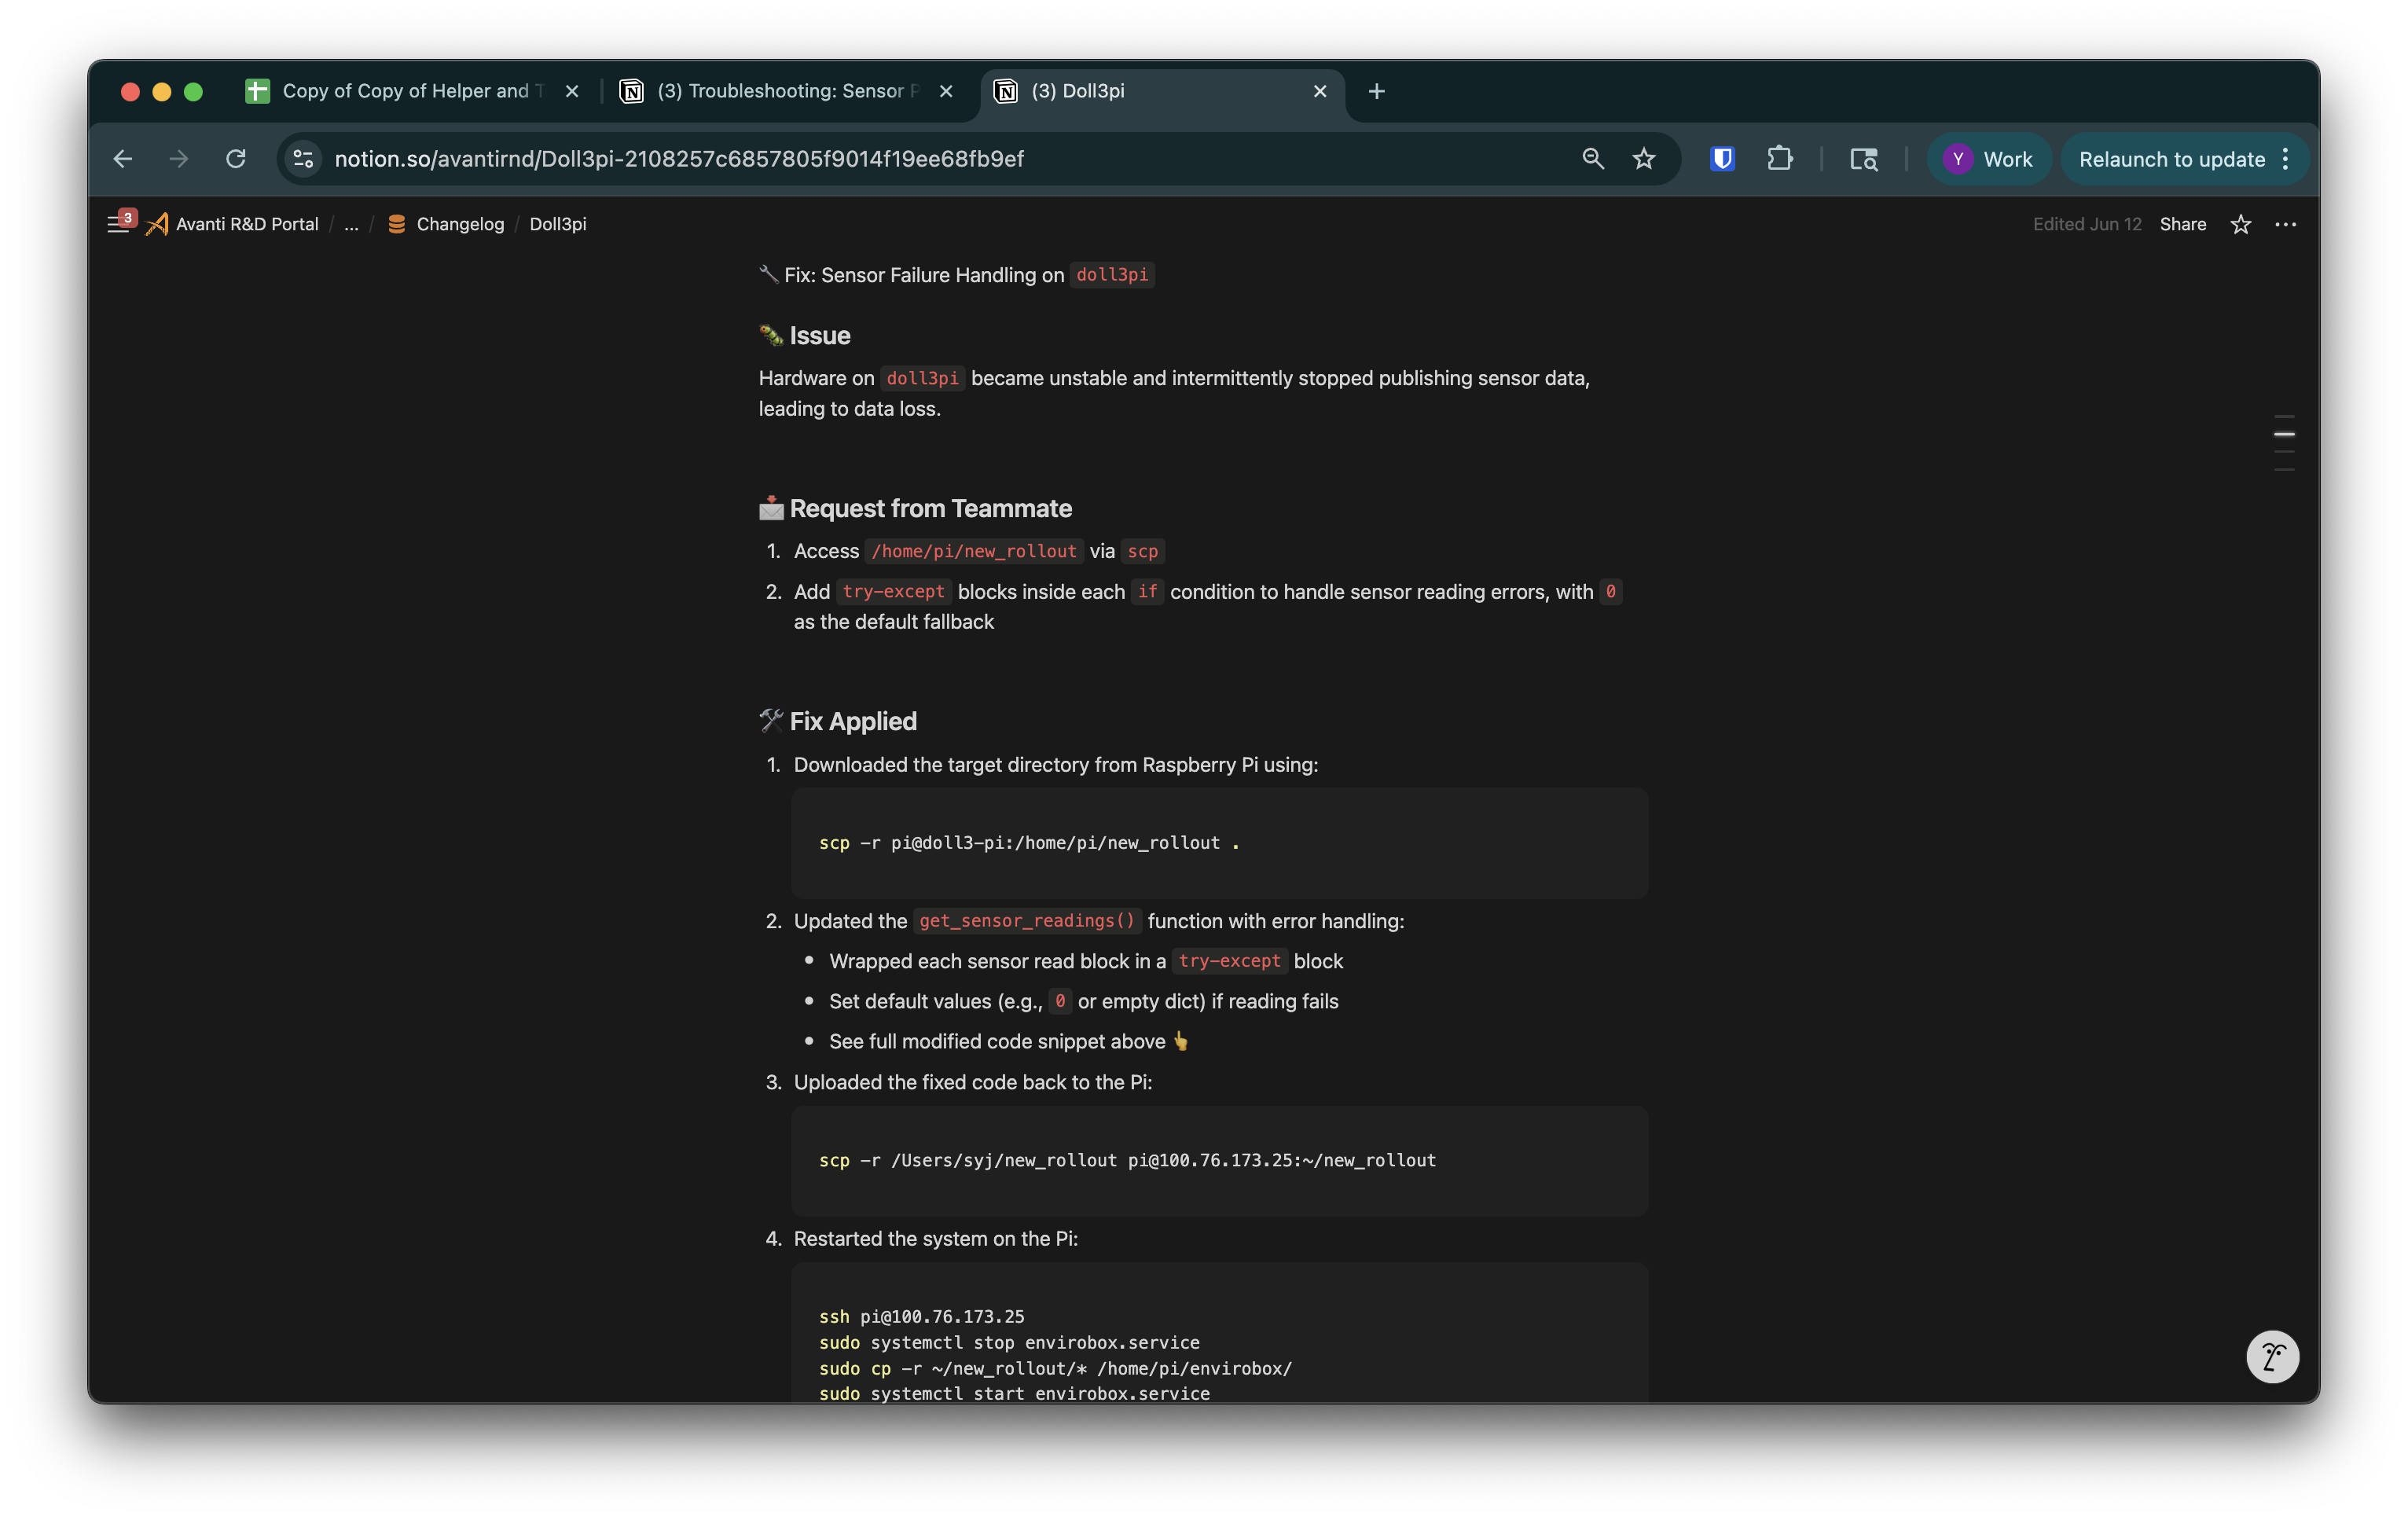 Copy of Copy of Helper and T
(3) Troubleshooting: Sensor P
(3) Doll3pi
notion.so/avantirnd/Doll3pi-2108257c6857805f9014f19ee68fb9ef
Y Work
Relaunch to update
3
Avanti R&D Portal / ... / Changelog / Doll3pi
Edited Jun 12 Share
Fix: Sensor Failure Handling on doll3pi
Issue
Hardware on doll3pi became unstable and intermittently stopped publishing sensor data,
leading to data loss.
Request from Teammate
1. Access /home/pi/new_rollout via scp
2. Add try-except blocks inside each if condition to handle sensor reading errors, with 0
as the default fallback
Fix Applied
1. Downloaded the target directory from Raspberry Pi using:
scp -r pi@doll3-pi:/home/pi/new_rollout .
2. Updated the get_sensor_readings() function with error handling:
• Wrapped each sensor read block in a try-except block
• Set default values (e.g., 0 or empty dict) if reading fails
• See full modified code snippet above 👆
3. Uploaded the fixed code back to the Pi:
scp -r /Users/syj/new_rollout pi@100.76.173.25:~/new_rollout
4. Restarted the system on the Pi:
ssh pi@100.76.173.25
sudo systemctl stop envirobox.service
sudo cp -r ~/new_rollout/* /home/pi/envirobox/
sudo systemctl start envirobox.service